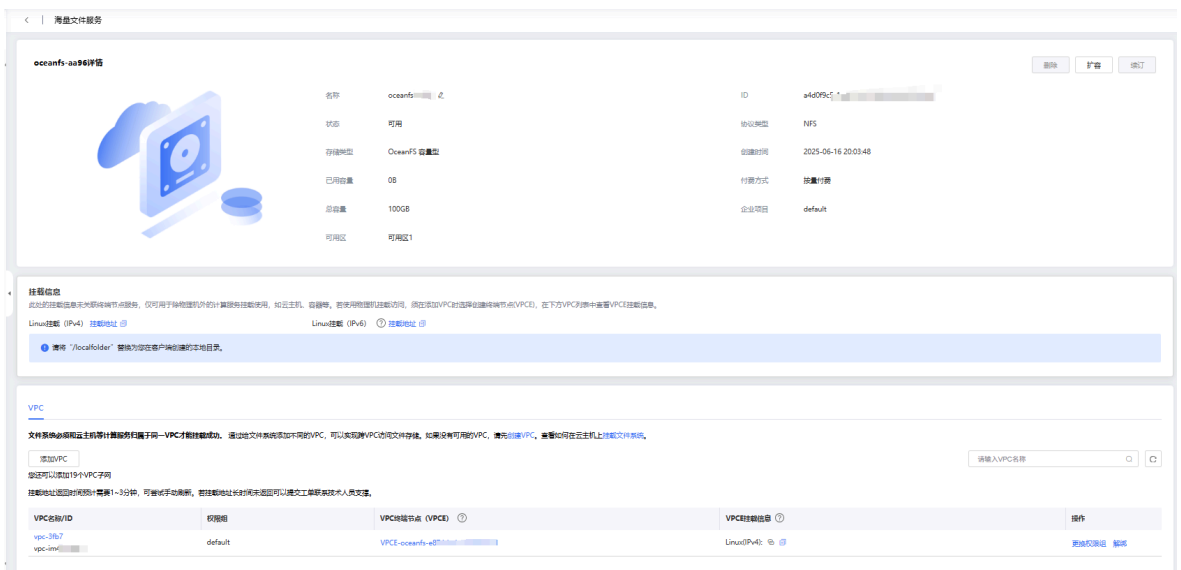 海量文件服务
oceanfs-aa96详情
删除 扩容 续订
名称 oceanfs
ID a4d0f9c5
状态 可用
协议类型 NFS
存储类型 OceanFS 容量型
创建时间 2025-06-16 20:03:48
已用容量 0B
付费方式 按量付费
总容量 100GB
企业项目 default
可用区 可用区1
挂载信息
此处的挂载信息未关联终端节点服务，仅可用于除物理机外的计算服务挂载使用，如云主机、容器等。若使用物理机挂载访问，须在添加VPC时选择创建终端节点(VPCE)，在下方VPC列表中查看VPCE挂载信息。
Linux挂载（IPv4） 挂载地址
Linux挂载（IPv6） 挂载地址
请将“/localfolder”替换为您在客户端创建的本地目录。
VPC
文件系统必须和云主机等计算服务归属于同一VPC才能挂载成功。 通过给文件系统添加不同的VPC，可以实现跨VPC访问文件存储。如果没有可用的VPC，请先创建VPC。查看如何在云主机上挂载文件系统。
添加VPC
请输入VPC名称
您还可以添加19个VPC子网
挂载地址返回时间预计需要1~3分钟，可尝试手动刷新。若挂载地址长时间未返回可以提交工单联系技术人员支撑。
VPC名称/ID 权限组 VPC终端节点（VPCE） VPCE挂载信息 操作
vpc-3fb7
vpc-im
default VPCE-oceanfs-e8 Linux(IPv4): 更换权限组 解绑